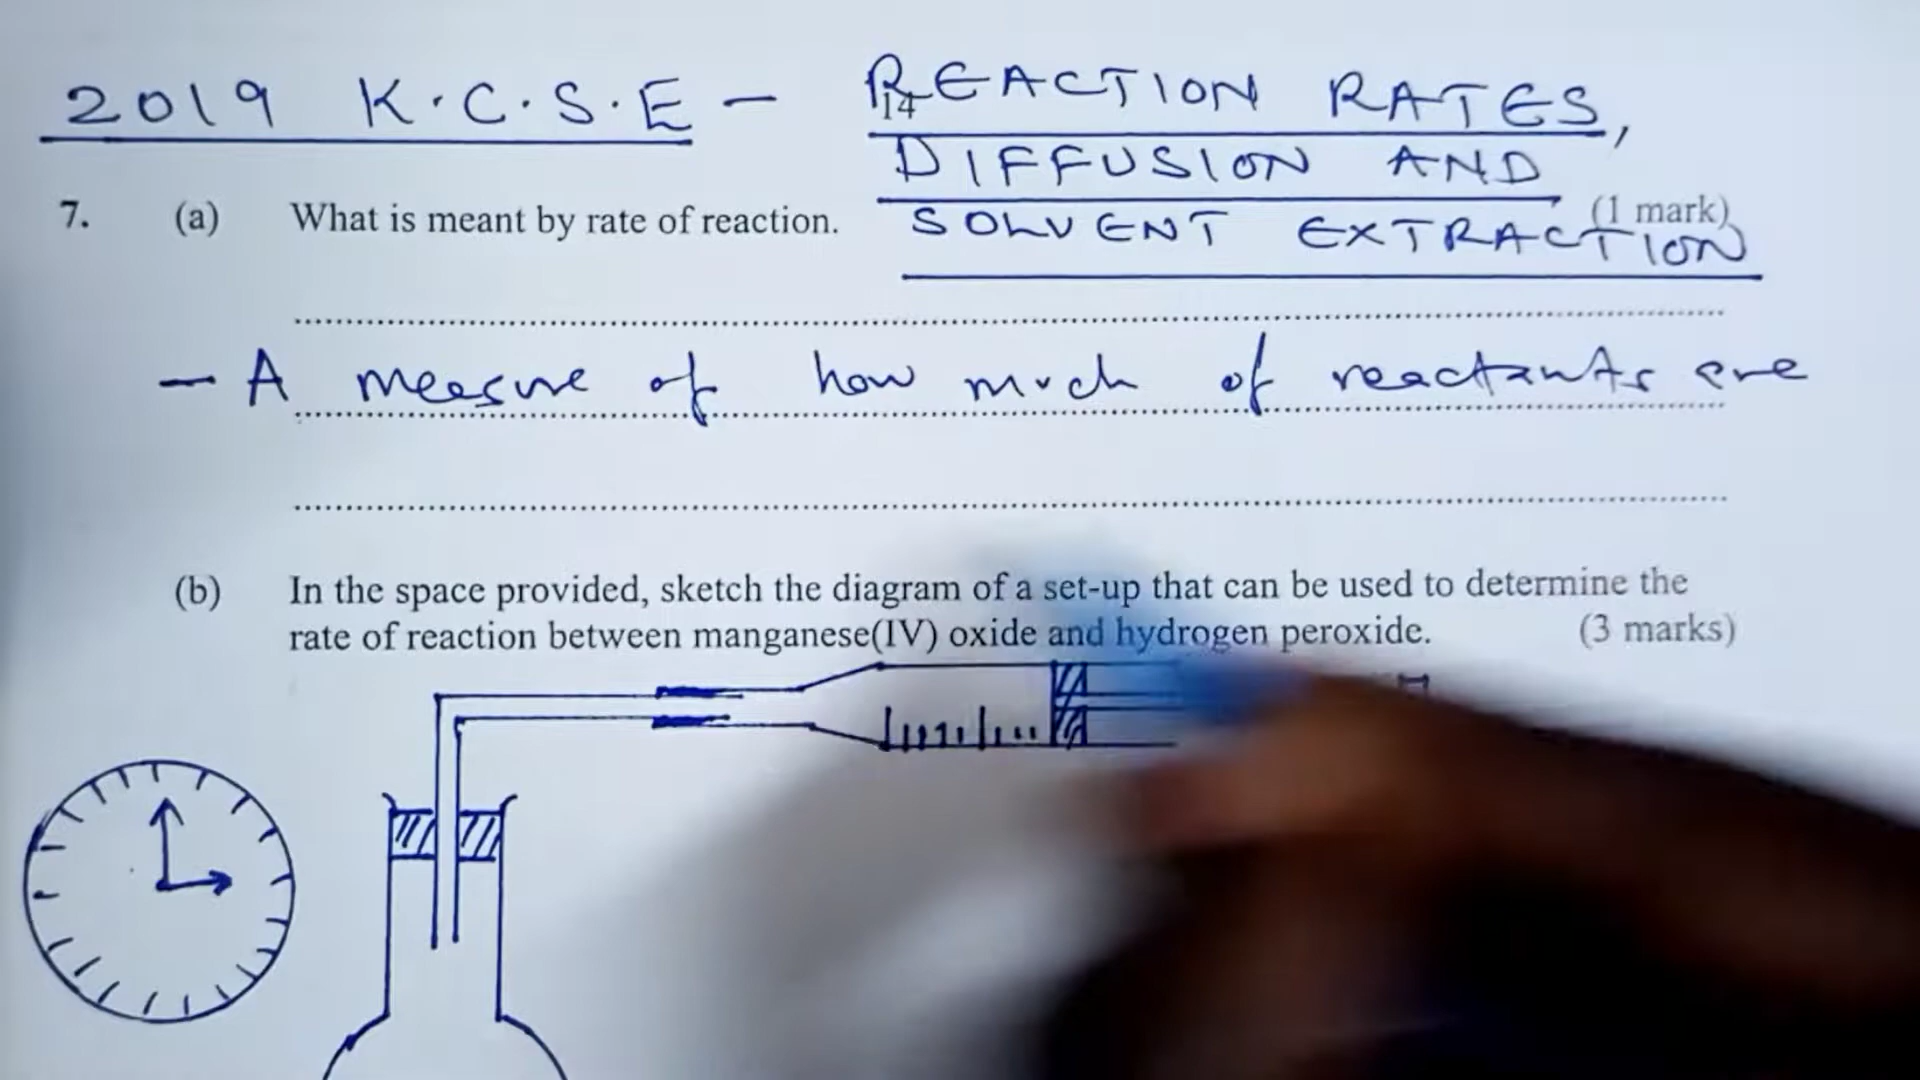 2019 K.C.S.E - REACTION RATES,
14
DIFFUSION AND
SOLVENT EXTRACTION
7. (a) What is meant by rate of reaction. (1 mark)
- A measure of how much of reactants are
(b) In the space provided, sketch the diagram of a set-up that can be used to determine the
rate of reaction between manganese(IV) oxide and hydrogen peroxide. (3 marks)